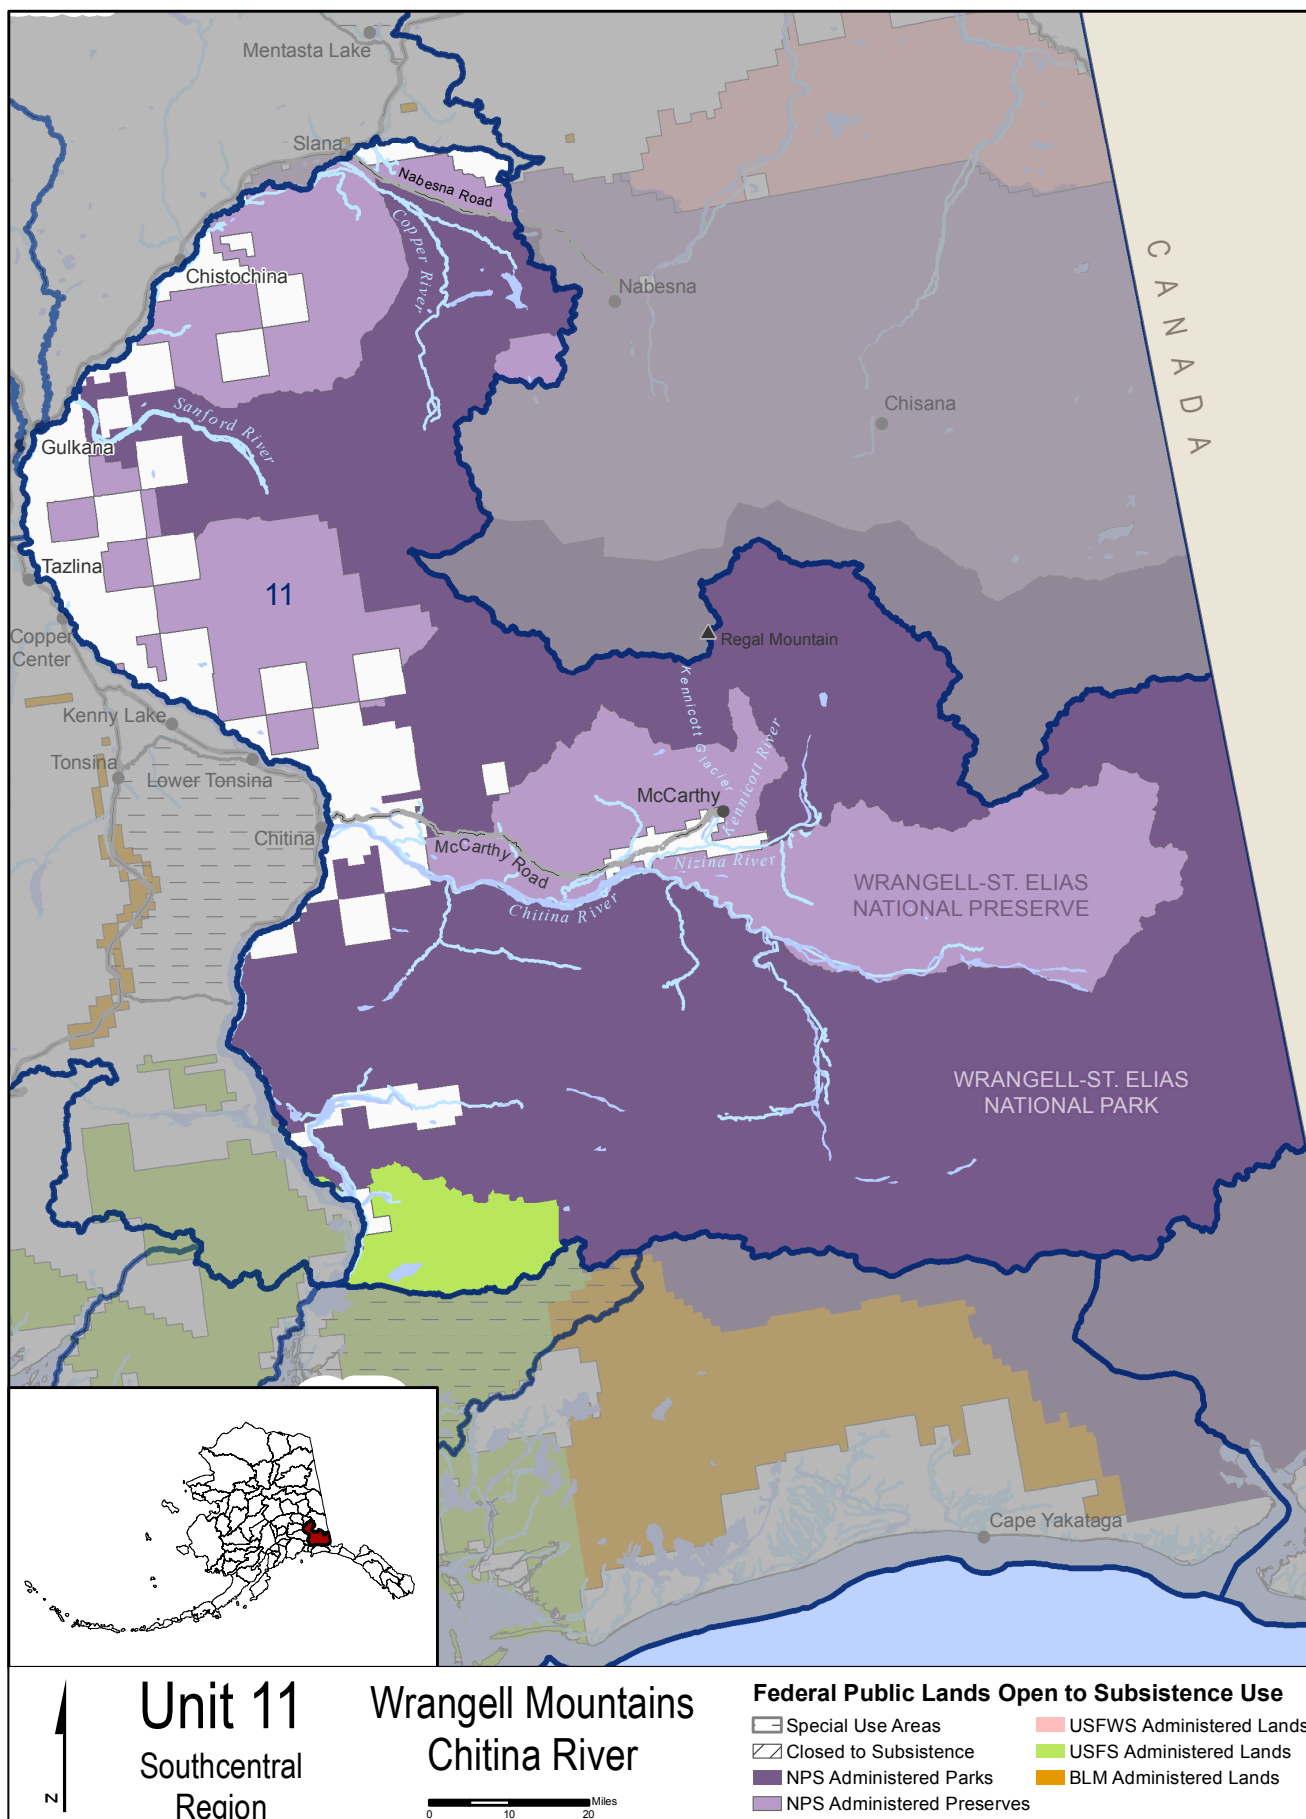 Mentasta Lake
Slana
Nabesna Road
Copper River
CANADA
Chistochina
Nabesna
Sanford River
Chisana
Gulkana
Tazlina
11
Copper
Center
Regal Mountain
Kennicott Glacier
Kenny Lake
Kennicott River
Tonsina
Lower Tonsina
McCarthy
Chitina
McCarthy Road
Nizina River
Chitina River
WRANGELL-ST. ELIAS
NATIONAL PRESERVE
WRANGELL-ST. ELIAS
NATIONAL PARK
Cape Yakataga
N
Unit 11
Southcentral
Region
Wrangell Mountains
Chitina River
Miles
0 10 20
Federal Public Lands Open to Subsistence Use
Special Use Areas
Closed to Subsistence
NPS Administered Parks
NPS Administered Preserves
USFWS Administered Lands
USFS Administered Lands
BLM Administered Lands